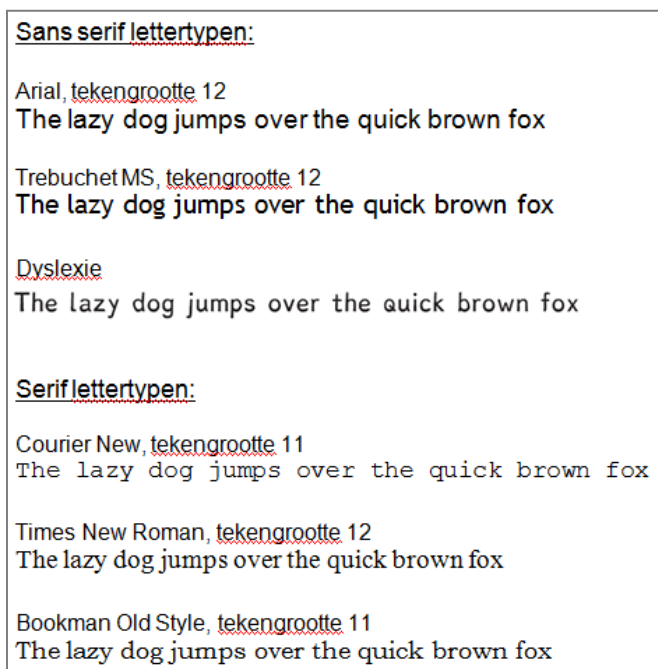 Sans serif lettertypen:
Arial, tekengrootte 12
The lazy dog jumps over the quick brown fox
Trebuchet MS, tekengrootte 12
The lazy dog jumps over the quick brown fox
Dyslexie
The lazy dog jumps over the quick brown fox
Serif lettertypen:
Courier New, tekengrootte 11
The lazy dog jumps over the quick brown fox
Times New Roman, tekengrootte 12
The lazy dog jumps over the quick brown fox
Bookman Old Style, tekengrootte 11
The lazy dog jumps over the quick brown fox